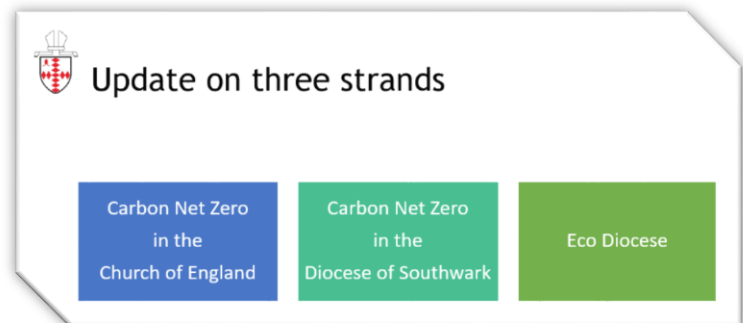 Update on three strands
Carbon Net Zero
in the
Church of England
Carbon Net Zero
in the
Diocese of Southwark
Eco Diocese